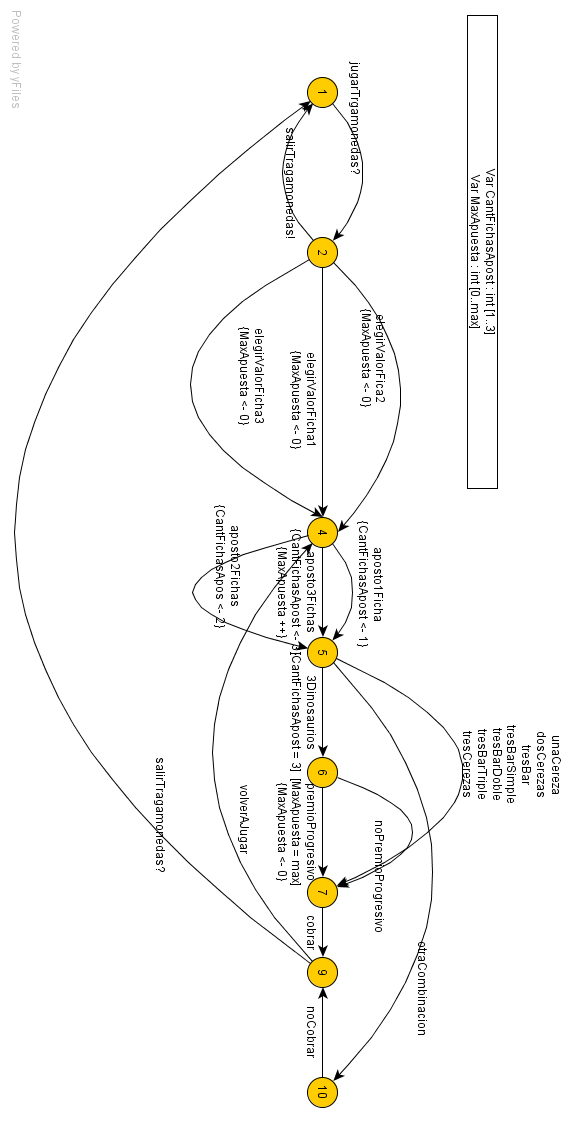 Var CantFichasApost : int [1..3]
Var MaxApuesta : int [0..max]
1
jugarTrgamonedas?
salirTragamonedas!
2
elegirValorFica2
{MaxApuesta <- 0}
elegirValorFicha1
{MaxApuesta <- 0}
elegirValorFicha3
{MaxApuesta <- 0}
4
aposto1Ficha
{CantFichasApost <- 1}
aposto3Fichas
{CantFichasApost <- 3}
{MaxApuesta ++}
aposto2Fichas
{CantFichasApos <- 2}
5
unaCereza
dosCerezas
tresBar
tresBarSimple
tresBarDoble
tresBarTriple
tresCerezas
3Dinosaurios
[CantFichasApost = 3]
6
noPremioProgresivo
premioProgresivo
[MaxApuesta = max]
{MaxApuesta <- 0}
7
volverAJugar
salirTragamonedas?
cobrar
otraCombinacion
9
noCobrar
10
Powered by yFiles